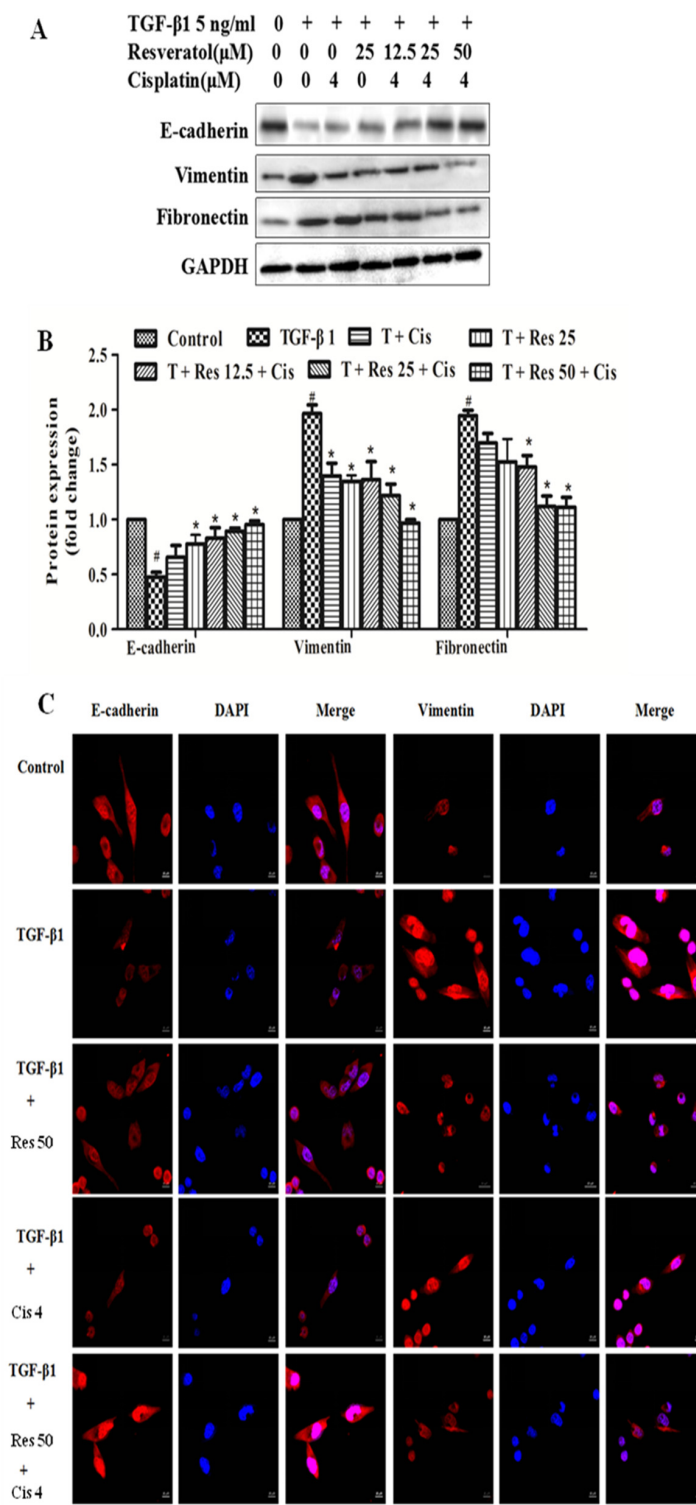 A
TGF-β1 5 ng/ml 0 + + + + + +
Resveratol(μM) 0 0 0 25 12.5 25 50
Cisplatin(μM) 0 0 4 0 4 4 4
E-cadherin
Vimentin
Fibronectin
GAPDH
B
Control TGF-β 1 T + Cis T + Res 25
T + Res 12.5 + Cis T + Res 25 + Cis T + Res 50 + Cis
Protein expression
(fold change)
2.5
2.0
1.5
1.0
0.5
0.0
# * * * *
# * * * * *
# * * *
E-cadherin Vimentin Fibronectin
C
E-cadherin DAPI Merge Vimentin DAPI Merge
Control
TGF-β1
TGF-β1
+
Res 50
TGF-β1
+
Cis 4
TGF-β1
+
Res 50
+
Cis 4